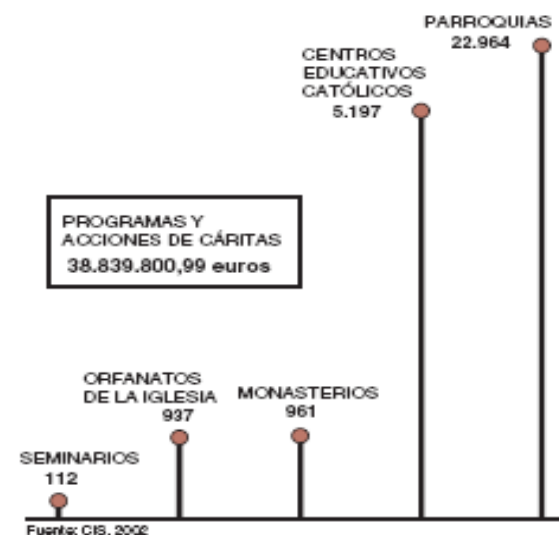 PARROQUIAS
22.964
CENTROS
EDUCATIVOS
CATÓLICOS
5.197
PROGRAMAS Y
ACCIONES DE CÁRITAS
38.839.800,99 euros
ORFANATOS
DE LA IGLESIA
937
MONASTERIOS
961
SEMINARIOS
112
Fuente: CIS, 2002